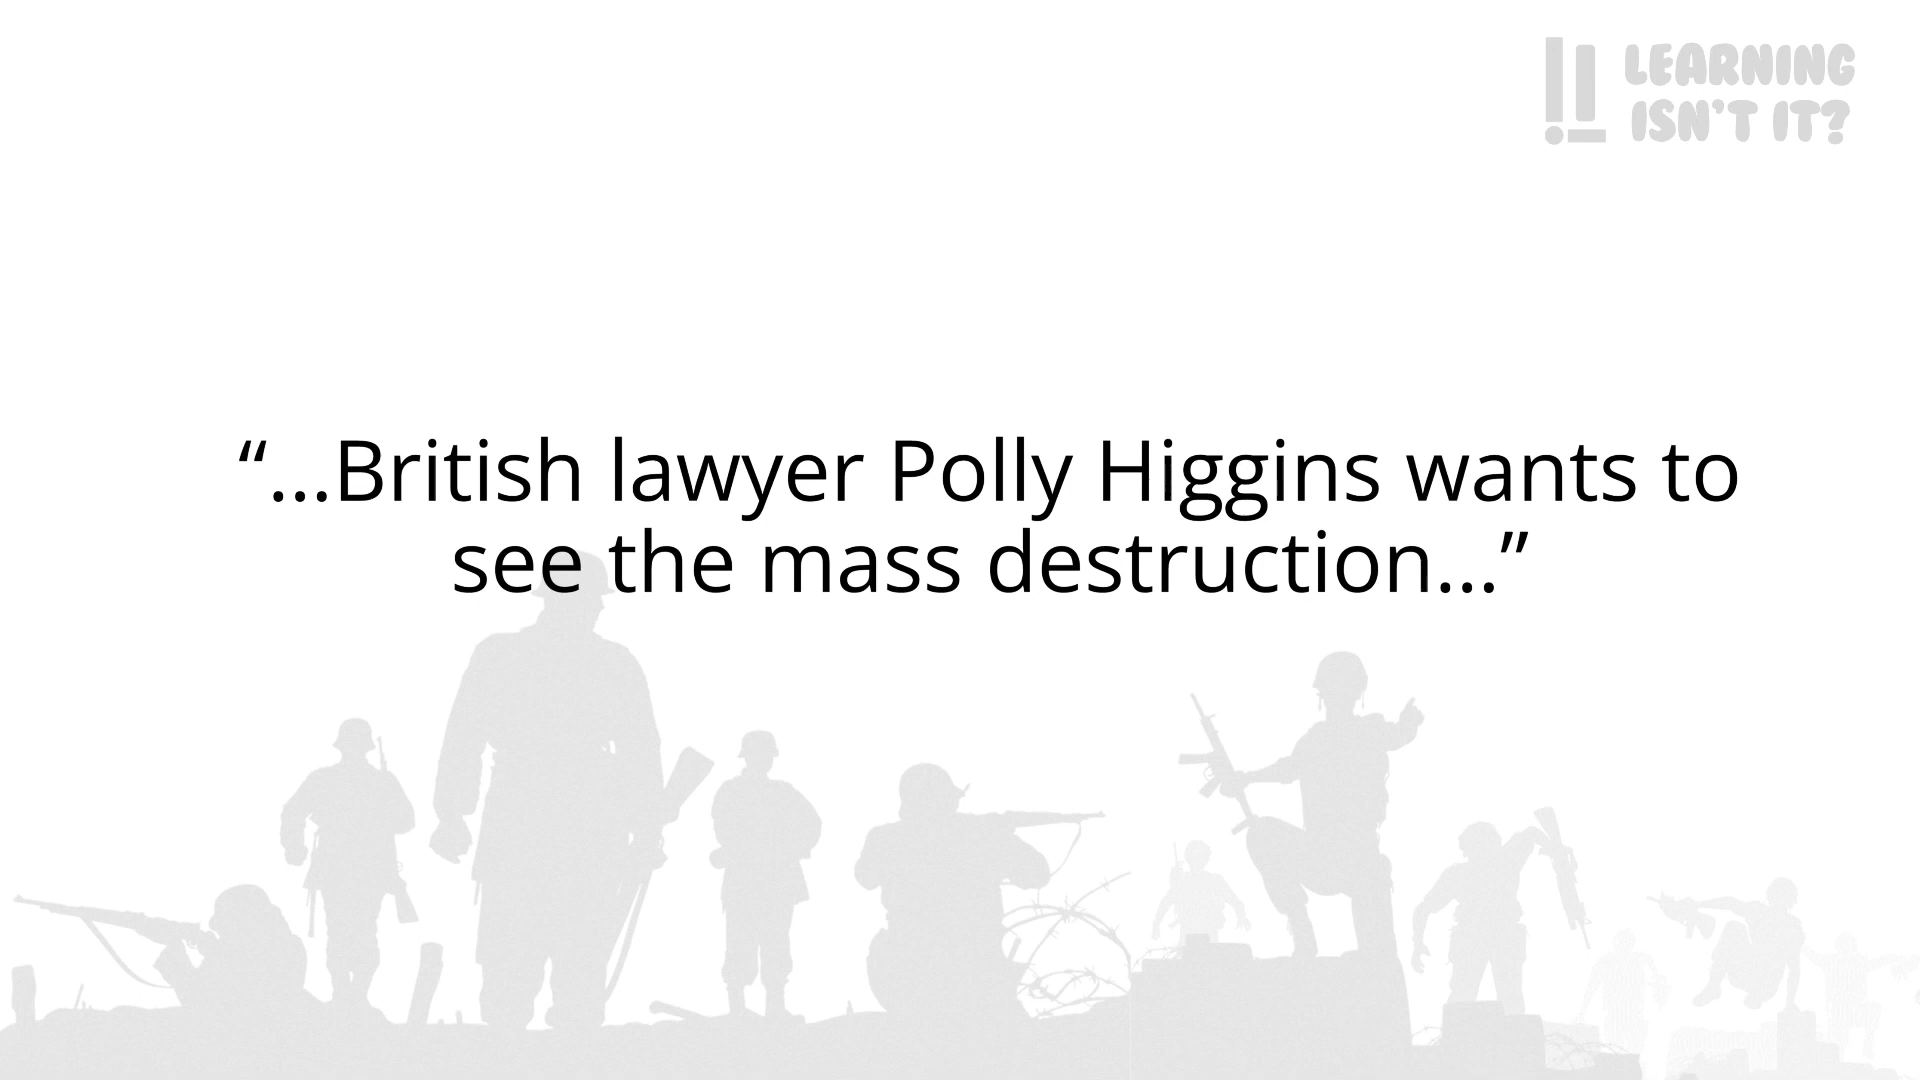 LEARNING
ISN'T IT?
“…British lawyer Polly Higgins wants to
see the mass destruction…”